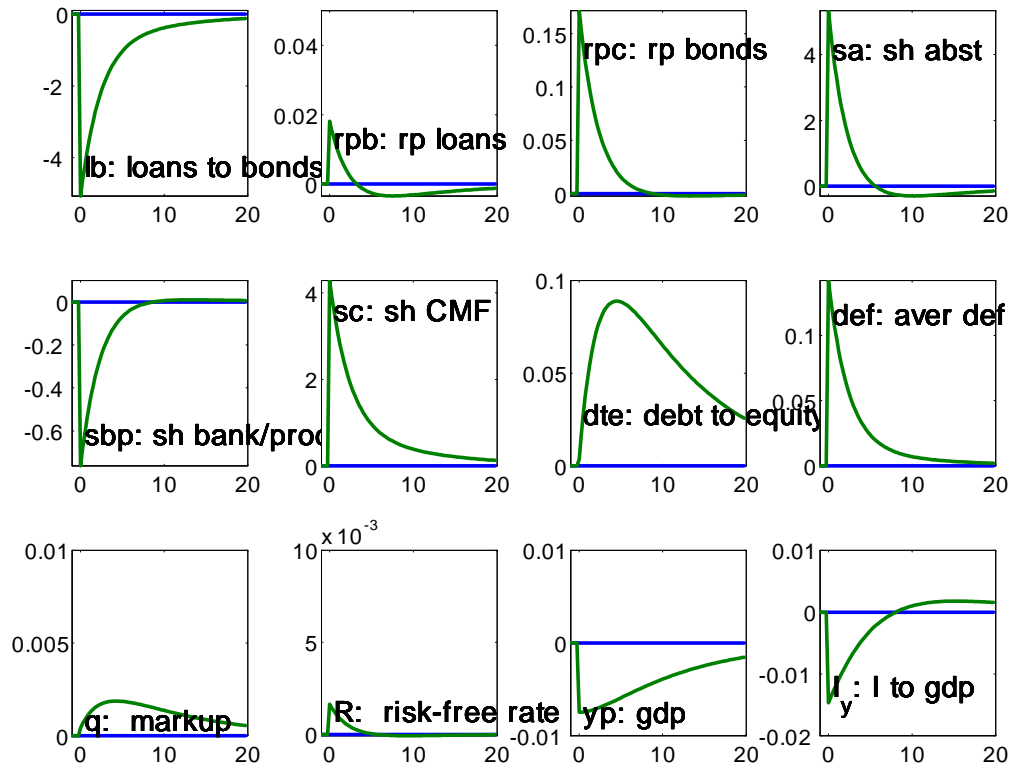 0
-2
-4
lb: loans to bonds
0 10 20
0.04
0.02
0
rpb: rp loans
0 10 20
0.15
0.1
0.05
0
rpc: rp bonds
0 10 20
4
2
0
sa: sh abst
0 10 20
0
-0.2
-0.4
-0.6
sbp: sh bank/proc
0 10 20
4
2
0
sc: sh CMF
0 10 20
0.1
0.05
0
dte: debt to equity
0 10 20
0.1
0.05
0
def: aver def
0 10 20
0.01
0.005
0
q: markup
0 10 20
x 10-3
10
5
0
R: risk-free rate
0 10 20
0.01
0
-0.01
yp: gdp
0 10 20
0.01
0
-0.01
-0.02
Iy: I to gdp
0 10 20